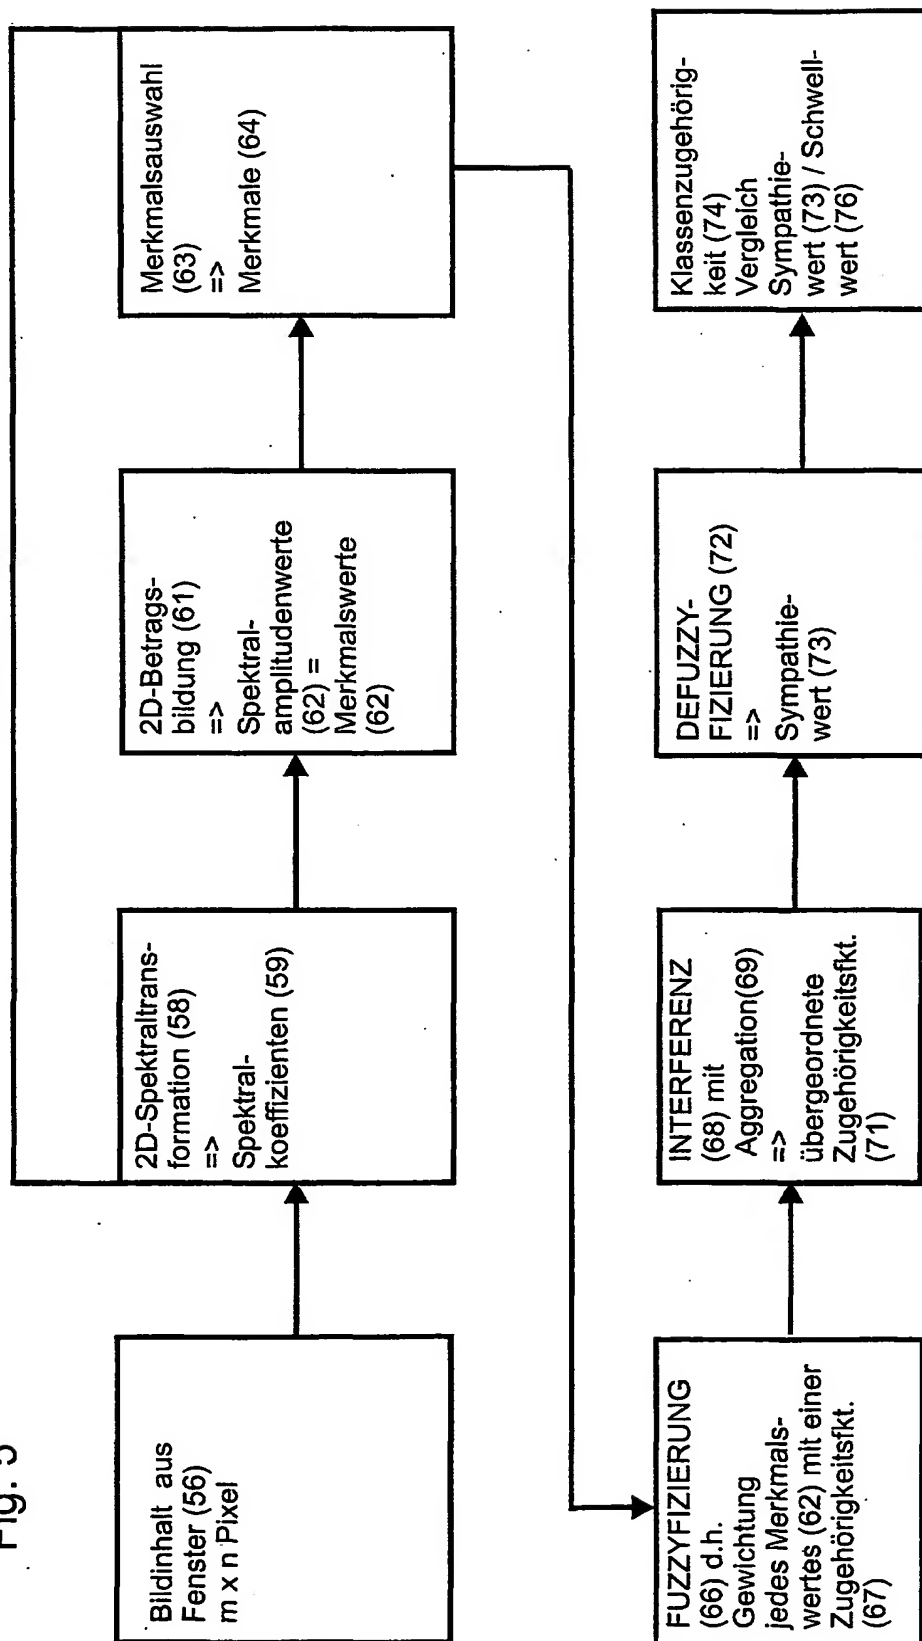 Fig. 5
Bildinhalt aus
Fenster (56)
m x n Pixel
2D-Spektraltrans-
formation (58)
=>
Spektral-
koeffizienten (59)
2D-Betrags-
bildung (61)
=>
Spektral-
amplitudenwerte
(62) =
Merkmalswerte
(62)
Merkmalsauswahl
(63)
=>
Merkmale (64)
FUZZYFIZIERUNG
(66) d.h.
Gewichtung
jedes Merkmals-
wertes (62) mit einer
Zugehörigkeitsfkt.
(67)
INTERFERENZ
(68) mit
Aggregation(69)
=>
übergeordnete
Zugehörigkeitsfkt.
(71)
DEFUZZY-
FIZIERUNG (72)
=>
Sympathie-
wert (73)
Klassenzugehörig-
keit (74)
Vergleich
Sympathie-
wert (73) / Schwell-
wert (76)